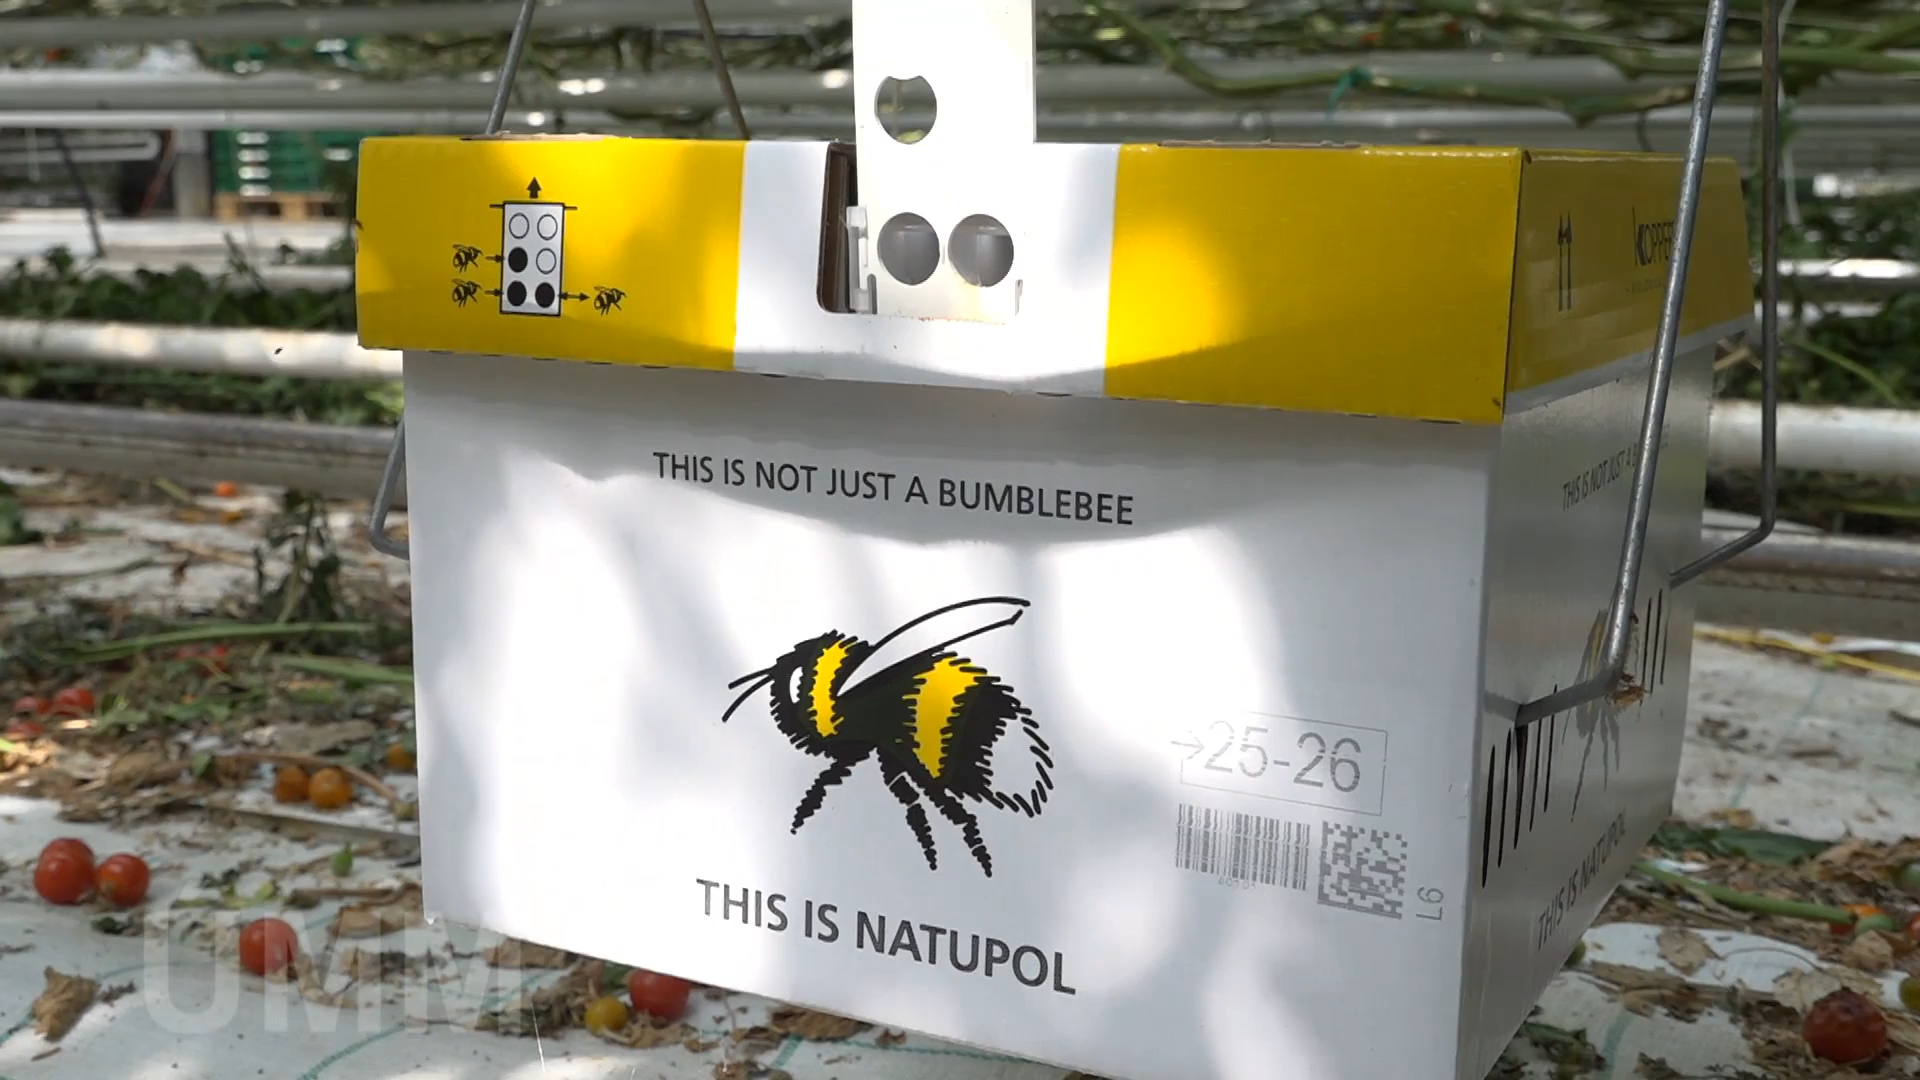 KOPPERT
THIS IS NOT JUST A BUMBLEBEE
THIS IS NOT JUST A
25-26
L6
THIS IS NATUPOL
THIS IS NATUPOL
UMM